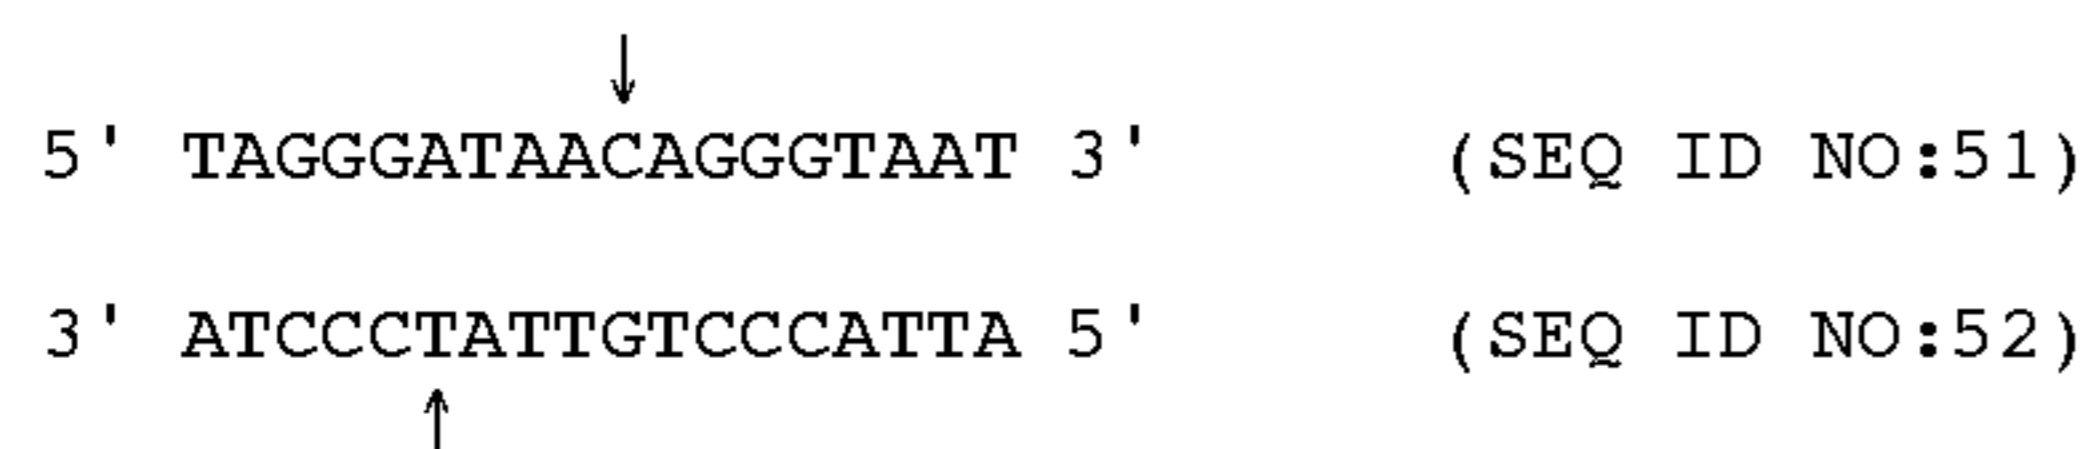 ↓
5' TAGGGATAACAGGGTAAT 3' (SEQ ID NO:51)
3' ATCCCTATTGTCCCATTA 5' (SEQ ID NO:52)
↑